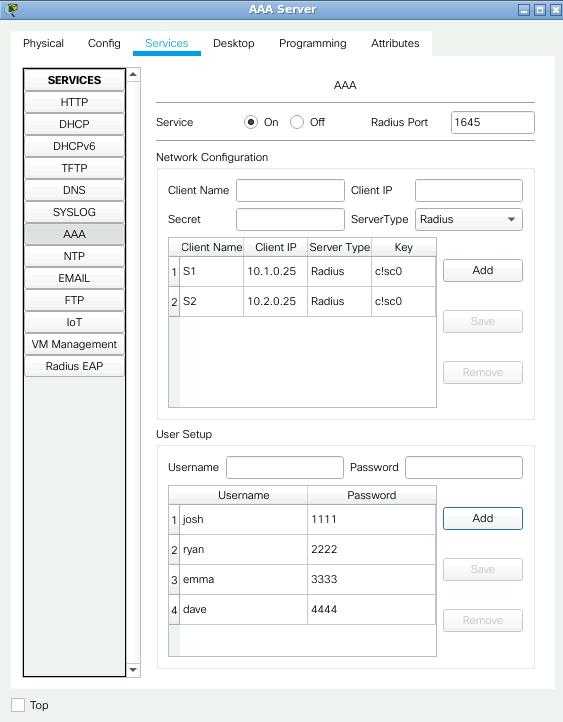 AAA Server
Physical Config Services Desktop Programming Attributes
SERVICES
HTTP
DHCP
DHCPv6
TFTP
DNS
SYSLOG
AAA
NTP
EMAIL
FTP
IoT
VM Management
Radius EAP
AAA
Service On Off Radius Port 1645
Network Configuration
Client Name Client IP
Secret ServerType Radius
Client Name Client IP Server Type Key
1 S1 10.1.0.25 Radius c!sc0
2 S2 10.2.0.25 Radius c!sc0
Add
Save
Remove
User Setup
Username Password
Username Password
1 josh 1111
2 ryan 2222
3 emma 3333
4 dave 4444
Add
Save
Remove
Top